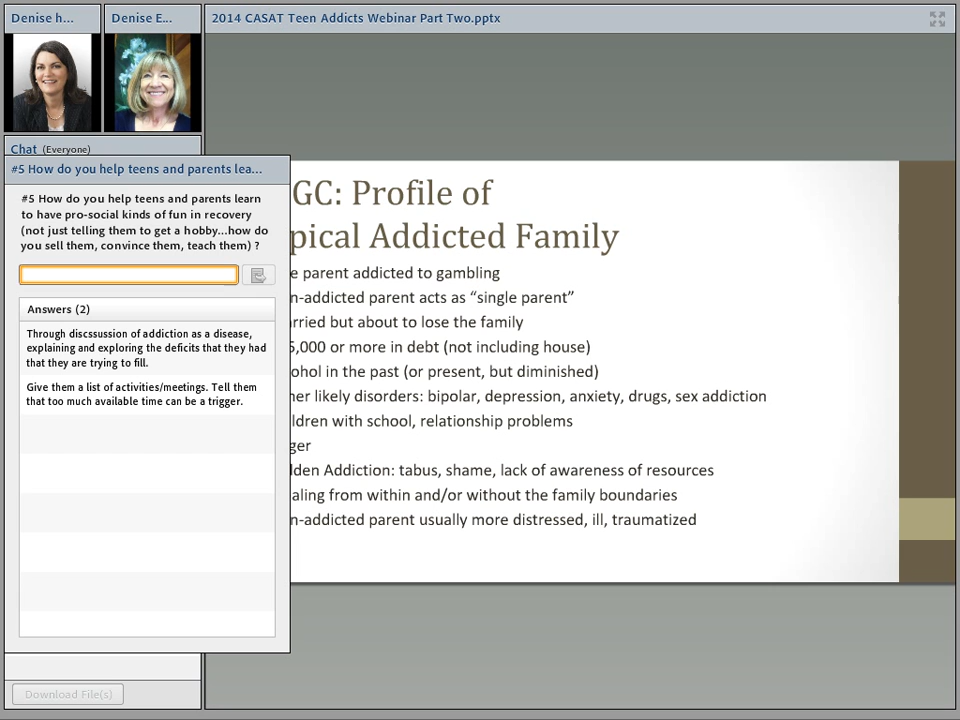 Denise h...
Denise E...
2014 CASAT Teen Addicts Webinar Part Two.pptx
Chat (Everyone)
#5 How do you help teens and parents lea...
#5 How do you help teens and parents learn
to have pro-social kinds of fun in recovery
(not just telling them to get a hobby...how do
you sell them, convince them, teach them) ?
Answers (2)
Through discssussion of addiction as a disease,
explaining and exploring the deficits that they had
that they are trying to fill.
Give them a list of activities/meetings. Tell them
that too much available time can be a trigger.
GC: Profile of
pical Addicted Family
e parent addicted to gambling
n-addicted parent acts as “single parent”
rried but about to lose the family
5,000 or more in debt (not including house)
ohol in the past (or present, but diminished)
her likely disorders: bipolar, depression, anxiety, drugs, sex addiction
ldren with school, relationship problems
ger
lden Addiction: tabus, shame, lack of awareness of resources
aling from within and/or without the family boundaries
n-addicted parent usually more distressed, ill, traumatized
Download File(s)